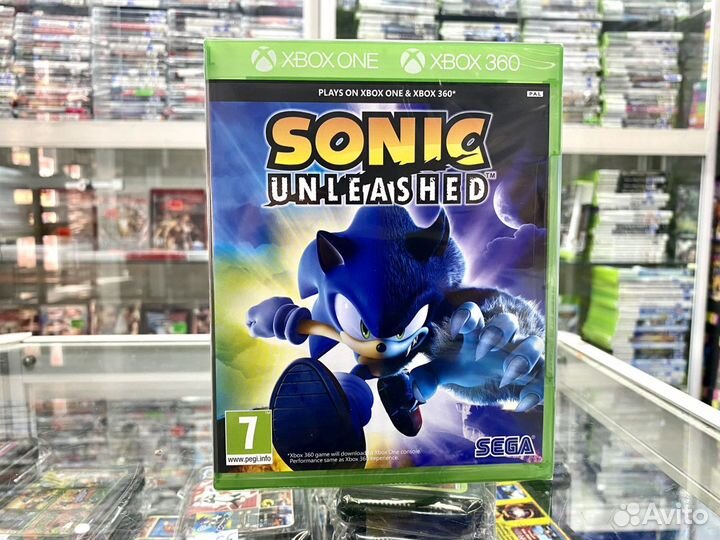 XBOX ONE XBOX 360
PLAYS ON XBOX ONE & XBOX 360*
PAL
SONIC
UNLEASHED™
7
www.pegi.info
*Xbox 360 game will download to Xbox One console.
Performance same as Xbox 360 experience.
SEGA
Avito